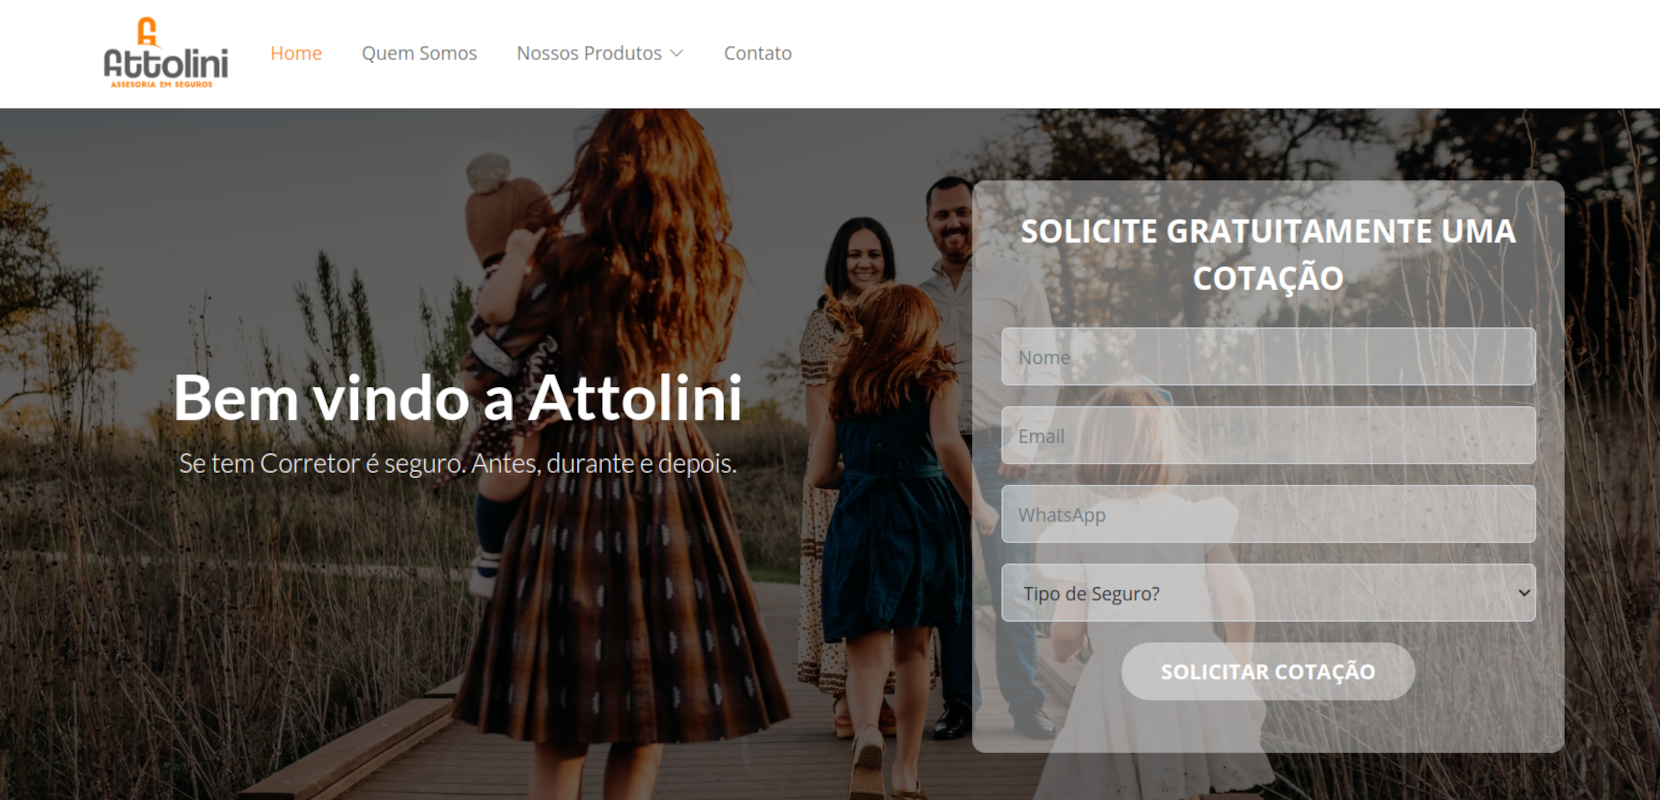 Attolini
ASSESORIA EM SEGUROS
Home
Quem Somos
Nossos Produtos
Contato
Bem vindo a Attolini
Se tem Corretor é seguro. Antes, durante e depois.
SOLICITE GRATUITAMENTE UMA
COTAÇÃO
Nome
Email
WhatsApp
Tipo de Seguro?
SOLICITAR COTAÇÃO